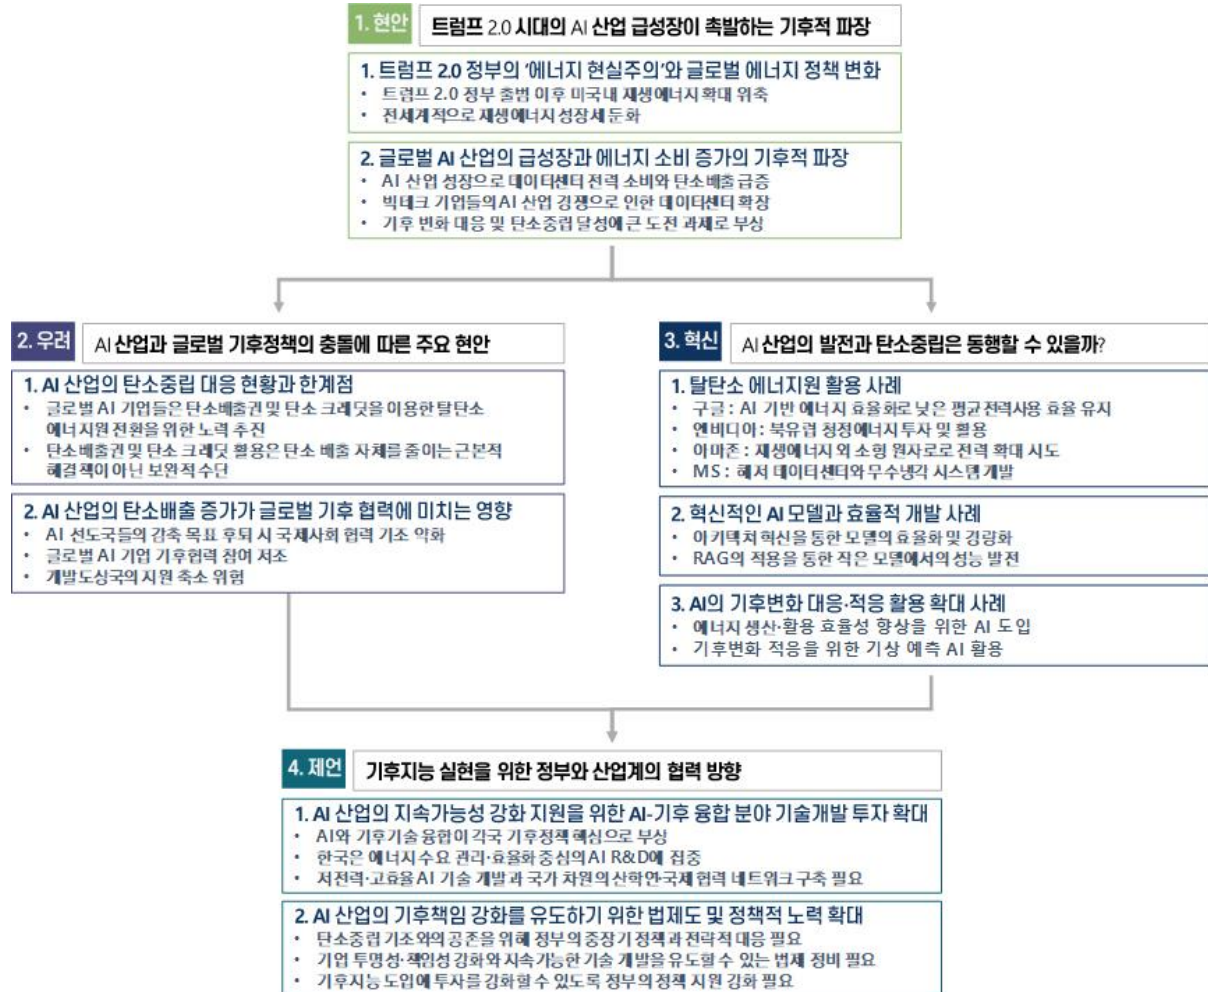 1. 현안
트럼프 2.0 시대의 AI 산업 급성장이 촉발하는 기후적 파장
1. 트럼프 2.0 정부의 '에너지 현실주의'와 글로벌 에너지 정책 변화
• 트럼프 2.0 정부 출범 이후 미국내 재생에너지 확대 위축
• 전세계적으로 재생에너지 성장세 둔화
2. 글로벌 AI 산업의 급성장과 에너지 소비 증가의 기후적 파장
• AI 산업 성장으로 데이터센터 전력 소비와 탄소배출 급증
• 빅테크 기업들의 AI 산업 경쟁으로 인한 데이터센터 확장
• 기후 변화 대응 및 탄소중립 달성에 큰 도전 과제로 부상
2. 우려
AI 산업과 글로벌 기후정책의 충돌에 따른 주요 현안
1. AI 산업의 탄소중립 대응 현황과 한계점
• 글로벌 AI 기업들은 탄소배출권 및 탄소 크레딧을 이용한 탈탄소
에너지원 전환을 위한 노력 추진
• 탄소배출권 및 탄소 크레딧 활용은 탄소 배출 자체를 줄이는 근본적
해결책이 아닌 보완적 수단
2. AI 산업의 탄소배출 증가가 글로벌 기후 협력에 미치는 영향
• AI 선도국들의 감축 목표 후퇴 시 국제사회 협력 기조 약화
• 글로벌 AI 기업 기후협력 참여 저조
• 개발도상국의 지원 축소 위험
3. 혁신
AI 산업의 발전과 탄소중립은 동행할 수 있을까?
1. 탈탄소 에너지원 활용 사례
• 구글 : AI 기반 에너지 효율화로 낮은 평균 전력사용 효율 유지
• 엔비디아 : 북유럽 청정에너지 투자 및 활용
• 아마존 : 재생에너지 외 소형 원자로로 전력 확대 시도
• MS : 해저 데이터센터와 무수냉각 시스템 개발
2. 혁신적인 AI 모델과 효율적 개발 사례
• 아키텍처 혁신을 통한 모델의 효율화 및 경량화
• RAG의 적용을 통한 작은 모델에서의 성능 발전
3. AI의 기후변화 대응·적응 활용 확대 사례
• 에너지 생산·활용 효율성 향상을 위한 AI 도입
• 기후변화 적응을 위한 기상 예측 AI 활용
4. 제언
기후지능 실현을 위한 정부와 산업계의 협력 방향
1. AI 산업의 지속가능성 강화 지원을 위한 AI-기후 융합 분야 기술개발 투자 확대
• AI와 기후기술 융합이 각국 기후정책 핵심으로 부상
• 한국은 에너지 수요 관리·효율화 중심의 AI R&D에 집중
• 저전력·고효율 AI 기술 개발과 국가 차원의 산학연·국제 협력 네트워크 구축 필요
2. AI 산업의 기후책임 강화를 유도하기 위한 법제도 및 정책적 노력 확대
• 탄소중립 기조와의 공존을 위해 정부의 중장기 정책과 전략적 대응 필요
• 기업 투명성·책임성 강화와 지속가능한 기술 개발을 유도할 수 있는 법제 정비 필요
• 기후지능 도입에 투자를 강화할 수 있도록 정부의 정책 지원 강화 필요